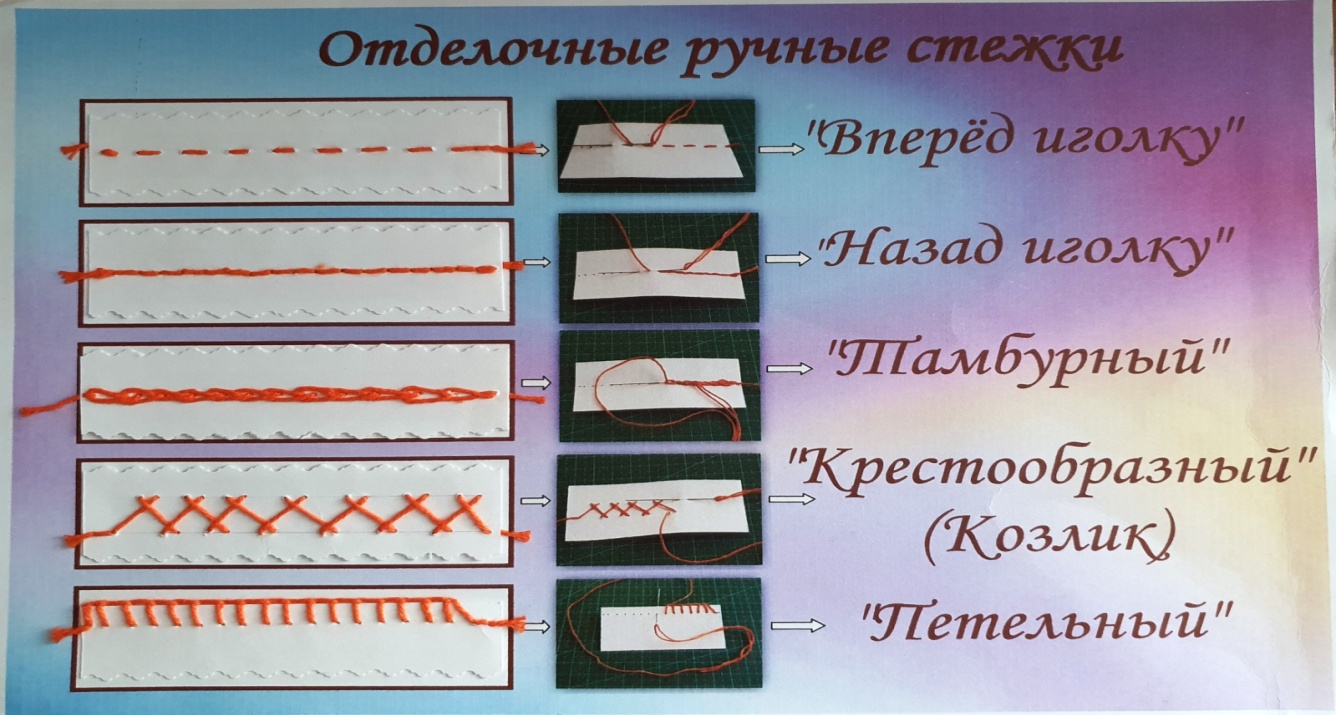 Отделочные ручные стежки
"Вперёд иголку"
"Назад иголку"
"Тамбурный"
"Крестообразный"
(Козлик)
"Петельный"